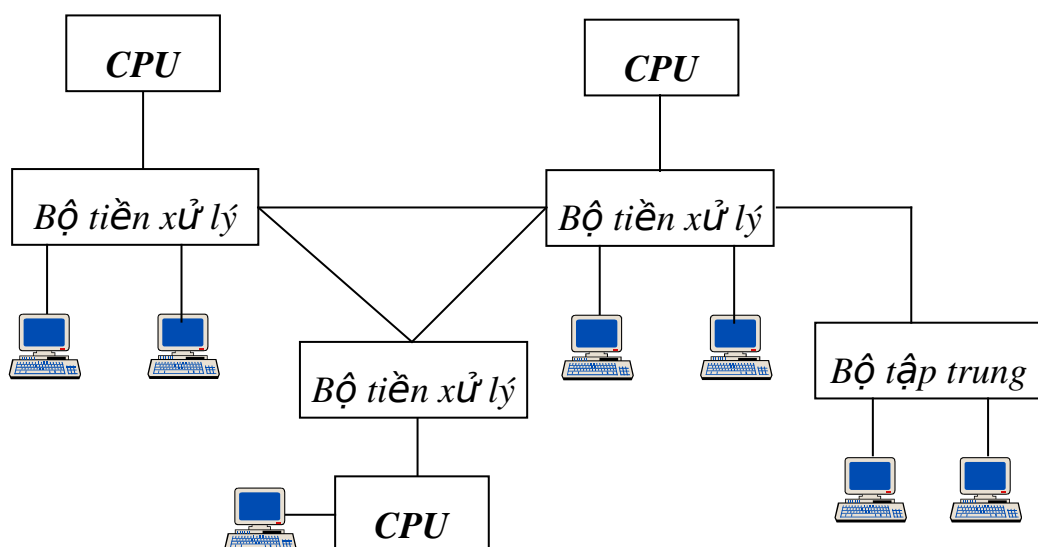 CPU
CPU
Bộ tiền xử lý
Bộ tiền xử lý
Bộ tiền xử lý
Bộ tập trung
CPU